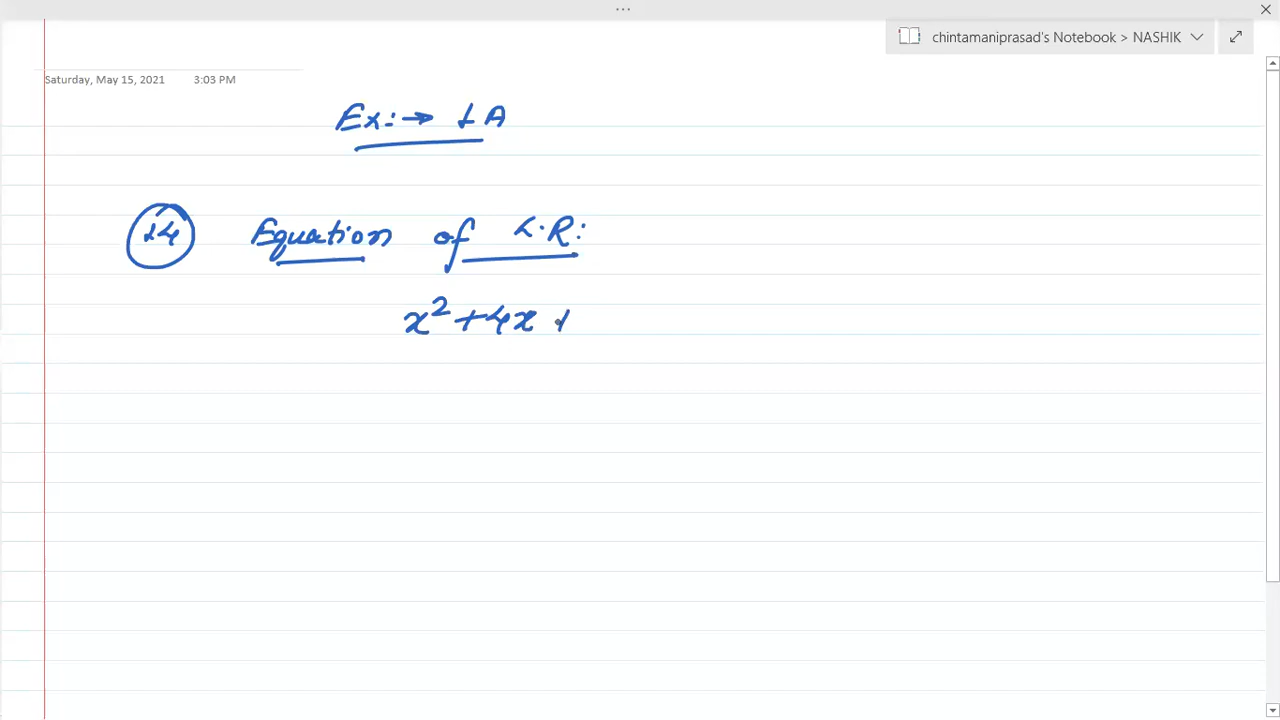 ...
chintamaniprasad's Notebook > NASHIK
Saturday, May 15, 2021 3:03 PM
Ex:→ 1A
14 Equation of L.R:
x² + 4x +